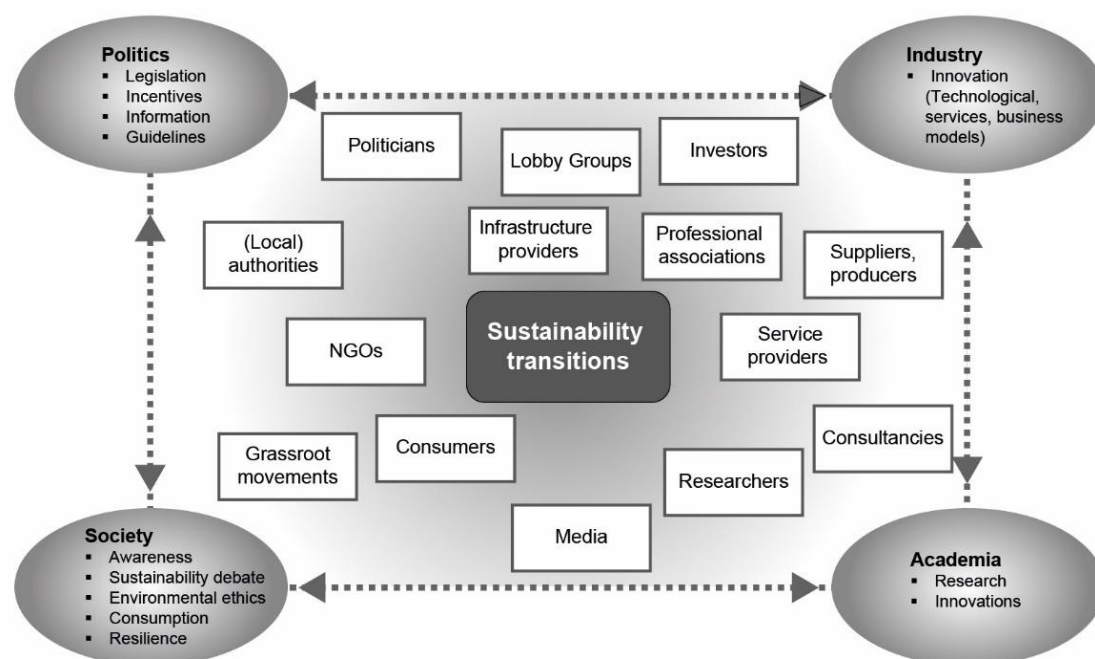 Politics
▪ Legislation
▪ Incentives
▪ Information
▪ Guidelines
Industry
▪ Innovation
(Technological,
services, business
models)
Politicians
Lobby Groups
Investors
(Local)
authorities
Infrastructure
providers
Professional
associations
Suppliers,
producers
Sustainability
transitions
NGOs
Service
providers
Grassroot
movements
Consumers
Consultancies
Researchers
Media
Society
▪ Awareness
▪ Sustainability debate
▪ Environmental ethics
▪ Consumption
▪ Resilience
Academia
▪ Research
▪ Innovations